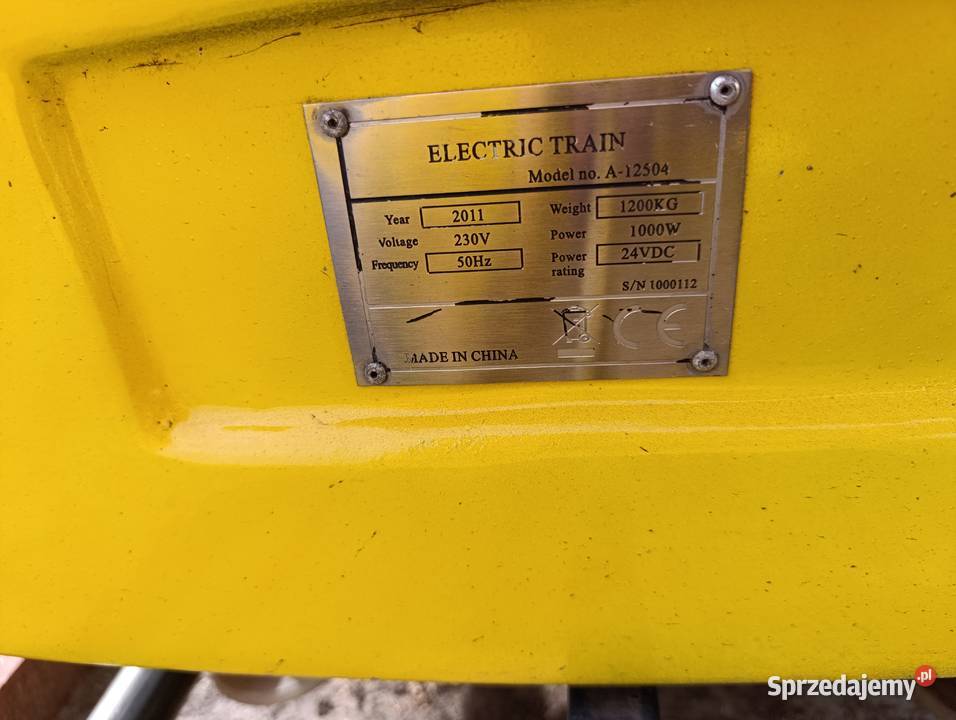 ELECTRIC TRAIN
Model no. A-12504
Year 2011
Voltage 230V
Frequency 50Hz
Weight 1200KG
Power 1000W
Power rating 24VDC
S/N 1000112
CE
MADE IN CHINA
Sprzedajemy.pl